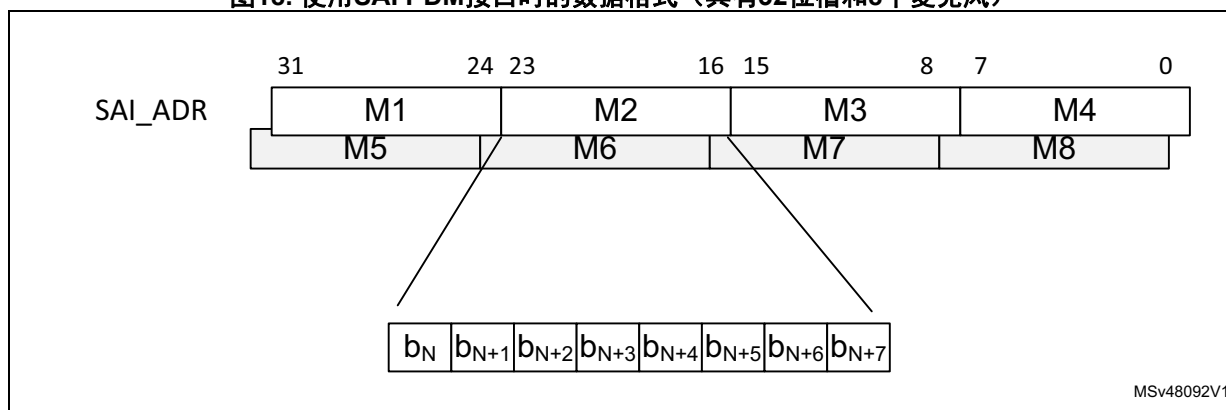 31 24 23 16 15 8 7 0
SAI_ADR M1 M2 M3 M4
M5 M6 M7 M8
bN bN+1 bN+2 bN+3 bN+4 bN+5 bN+6 bN+7
MSv48092V1